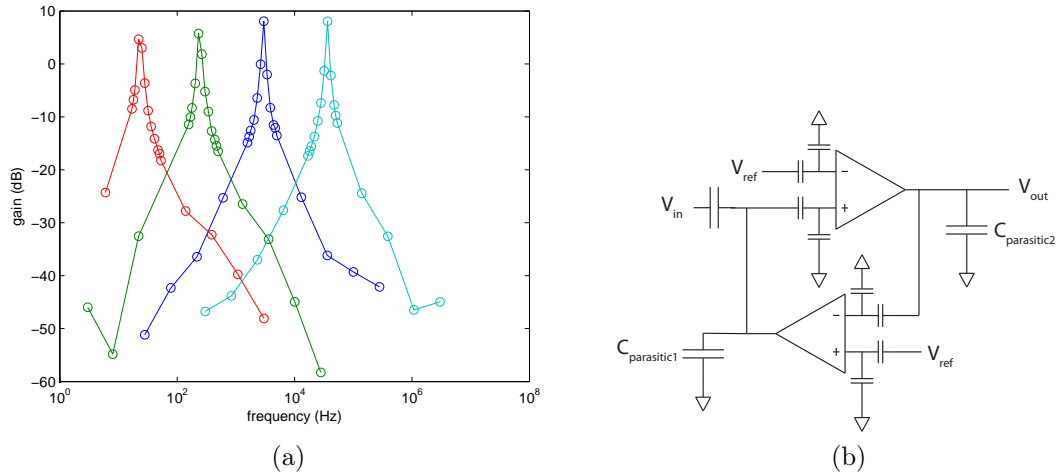 10
0
−10
−20
−30
−40
−50
−60
gain (dB)
10^0
10^2
10^4
10^6
10^8
frequency (Hz)
(a)
V_ref
V_in
−
+
V_out
C_parasitic2
−
+
C_parasitic1
V_ref
(b)